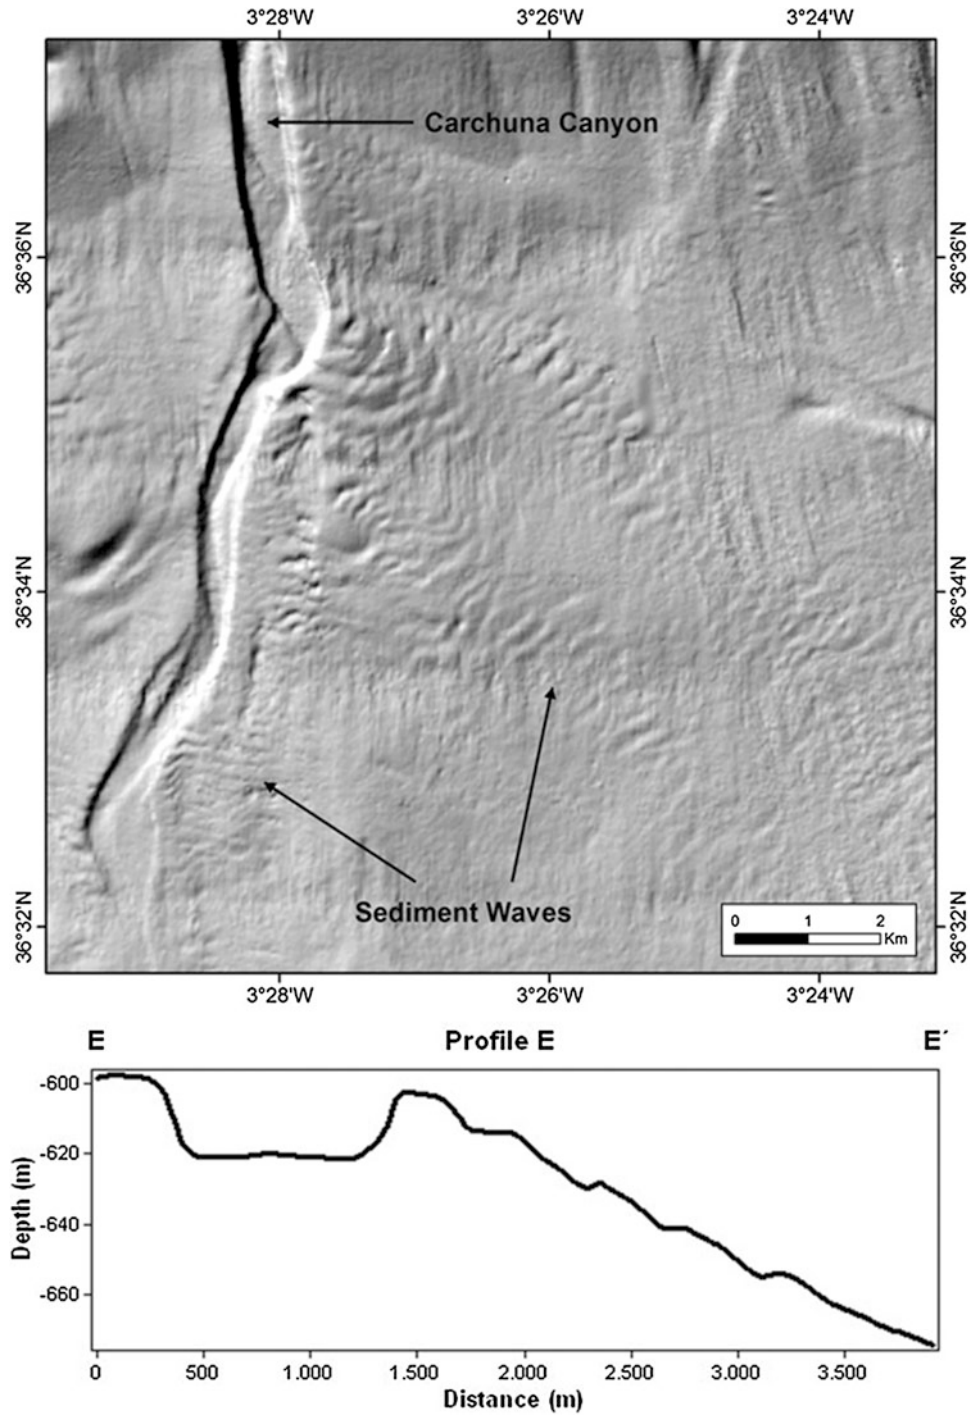 3°28'W 3°26'W 3°24'W
Carchuna Canyon
36°36'N 36°36'N
36°34'N 36°34'N
Sediment Waves
36°32'N 36°32'N
0 1 2
Km
3°28'W 3°26'W 3°24'W
E Profile E E´
-600
-620
-640
-660
Depth (m)
0 500 1.000 1.500 2.000 2.500 3.000 3.500
Distance (m)